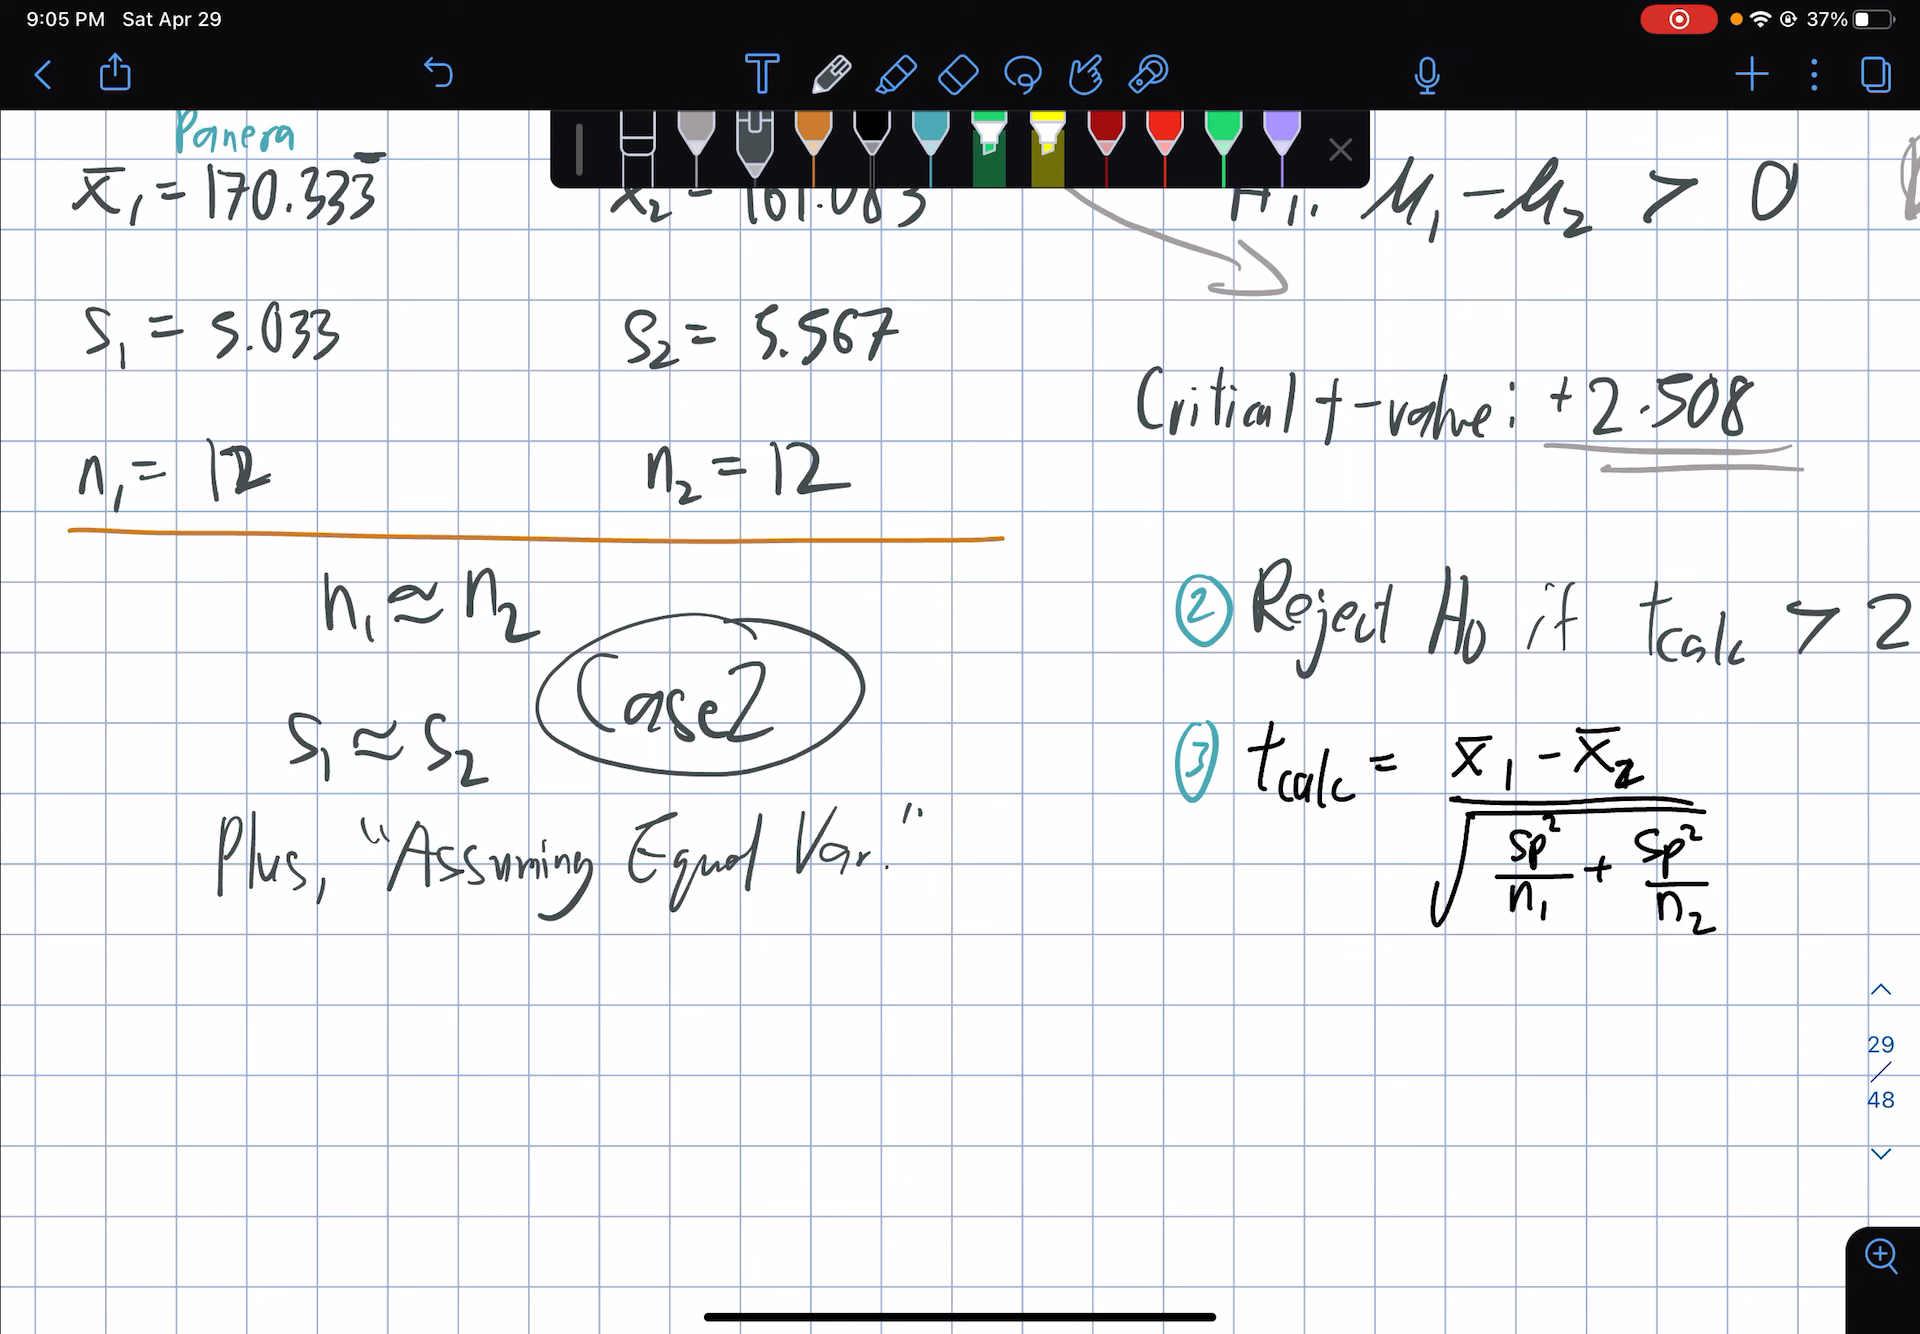 9:05 PM Sat Apr 29
37%
Panera
x̄₁ = 170.333̅
x̄₂ = 161.083
H₁: μ₁ - μ₂ > 0
s₁ = 5.033
s₂ = 5.567
Critical t-value: +2.508
n₁ = 12
n₂ = 12
n₁ ≈ n₂
Case 2
② Reject H₀ if tcalc > 2
s₁ ≈ s₂
③ tcalc = (x̄₁ - x̄₂) / √(sp²/n₁ + sp²/n₂)
Plus, "Assuming Equal Var."
29
/
48